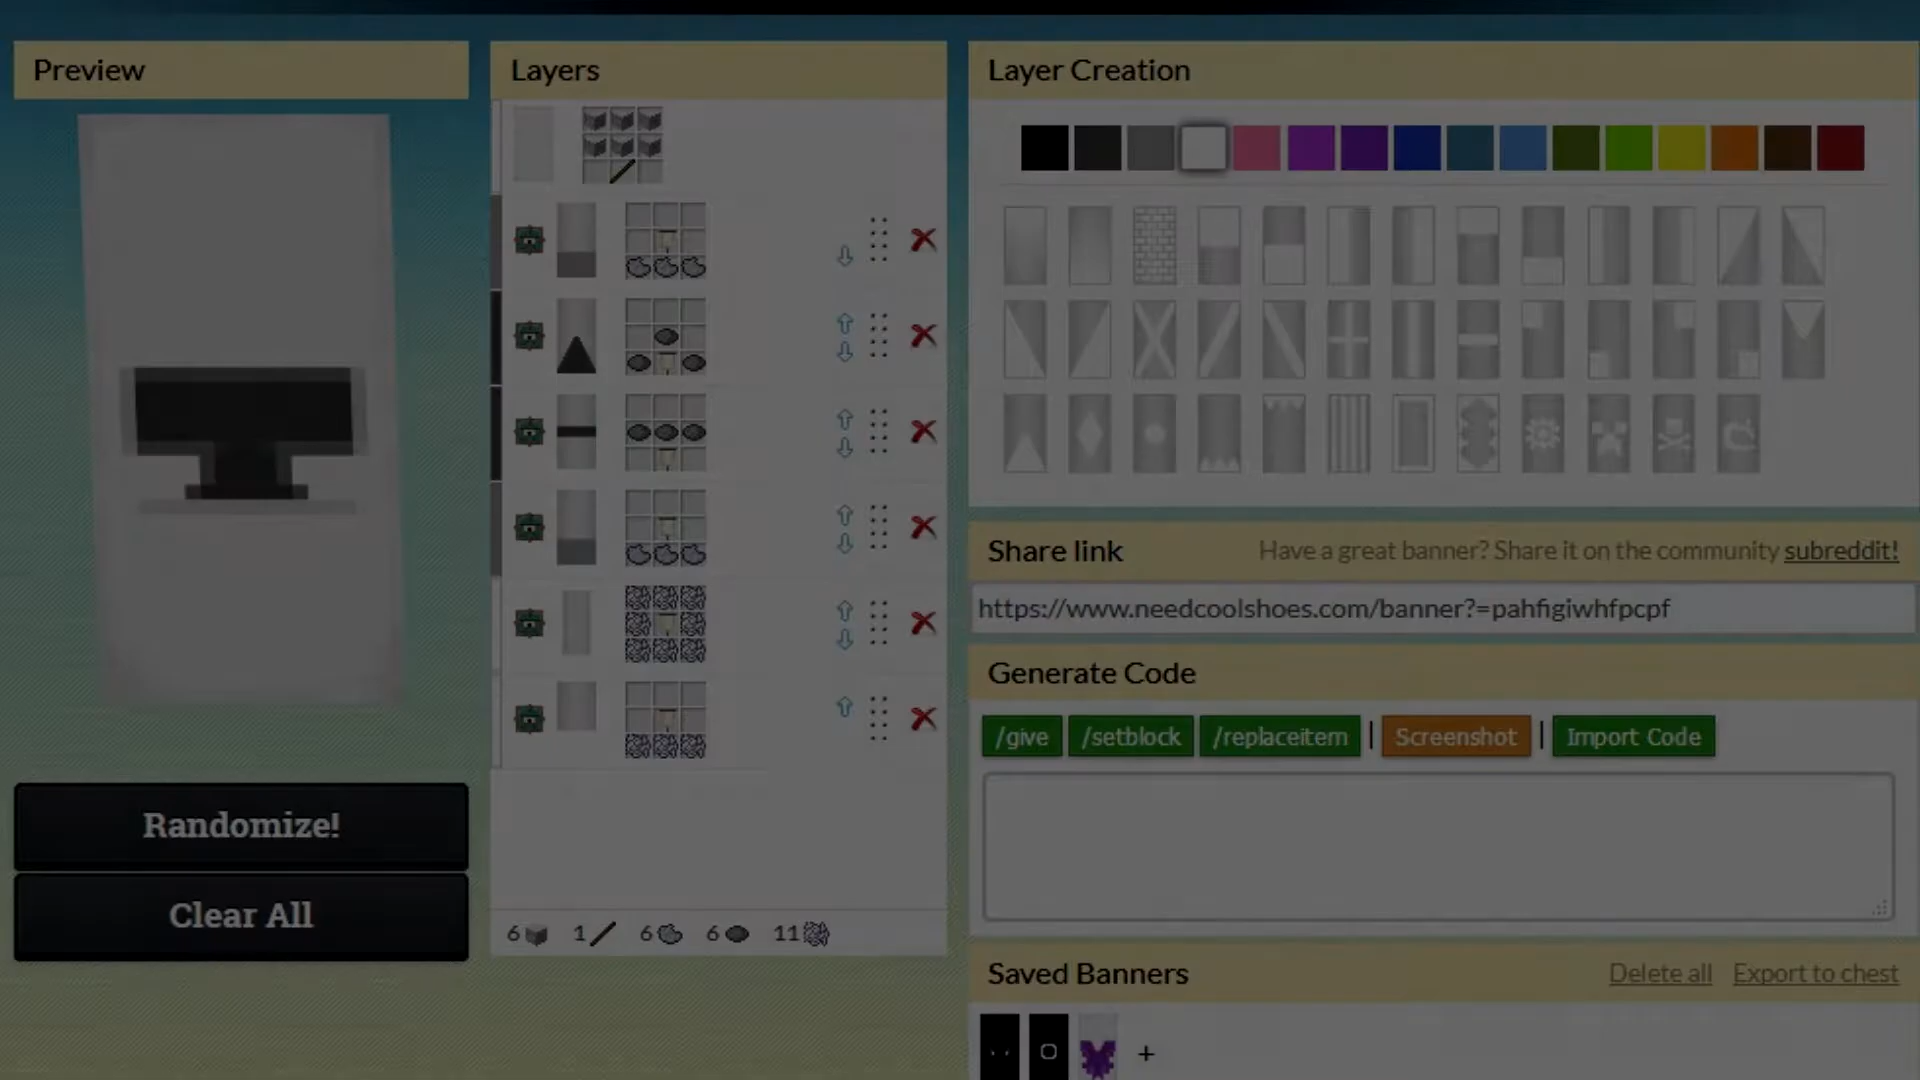 Preview
Layers
Layer Creation
Share link
Have a great banner? Share it on the community subreddit!
https://www.needcoolshoes.com/banner?=pahfigiwhfpcpf
Generate Code
/give
/setblock
/replaceitem
|
Screenshot
|
Import Code
Randomize!
Clear All
6
1
6
6
11
Saved Banners
Delete all
Export to chest
+